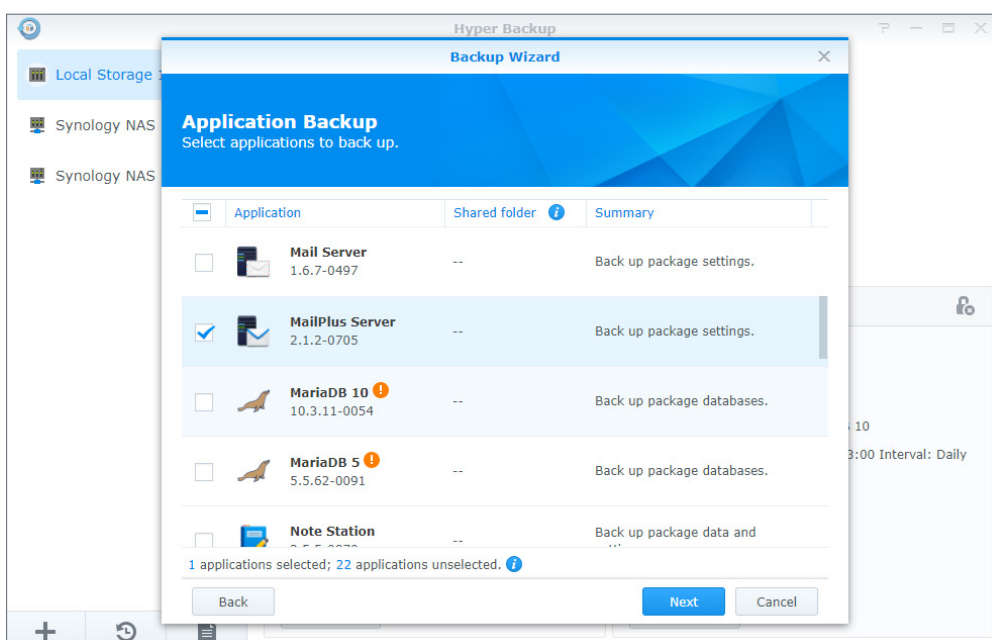 Hyper Backup
Local Storage
Synology NAS
Synology NAS
Backup Wizard
Application Backup
Select applications to back up.
Application Shared folder Summary
Mail Server
1.6.7-0497
--
Back up package settings.
MailPlus Server
2.1.2-0705
--
Back up package settings.
MariaDB 10
10.3.11-0054
--
Back up package databases.
MariaDB 5
5.5.62-0091
--
Back up package databases.
Note Station
--
Back up package data and
1 applications selected; 22 applications unselected.
Back Next Cancel
10
3:00 Interval: Daily